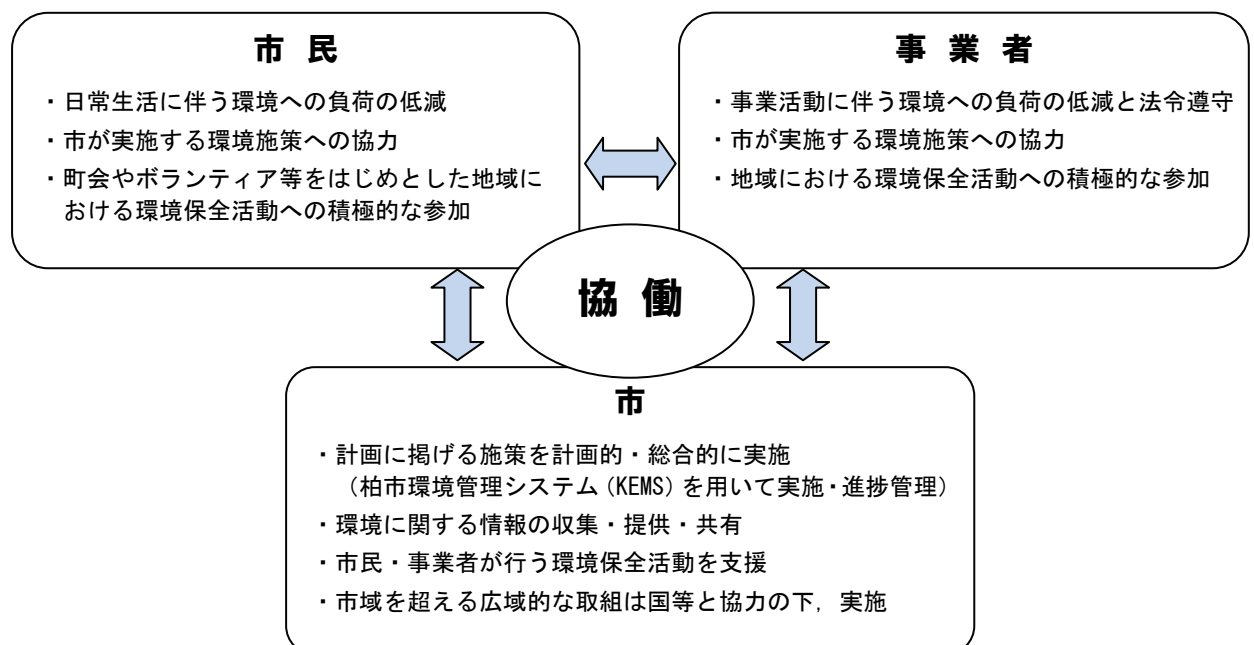 市 民
・日常生活に伴う環境への負荷の低減
・市が実施する環境施策への協力
・町会やボランティア等をはじめとした地域に
おける環境保全活動への積極的な参加
事 業 者
・事業活動に伴う環境への負荷の低減と法令遵守
・市が実施する環境施策への協力
・地域における環境保全活動への積極的な参加
協 働
市
・計画に掲げる施策を計画的・総合的に実施
（柏市環境管理システム（KEMS）を用いて実施・進捗管理）
・環境に関する情報の収集・提供・共有
・市民・事業者が行う環境保全活動を支援
・市域を超える広域的な取組は国等と協力の下，実施